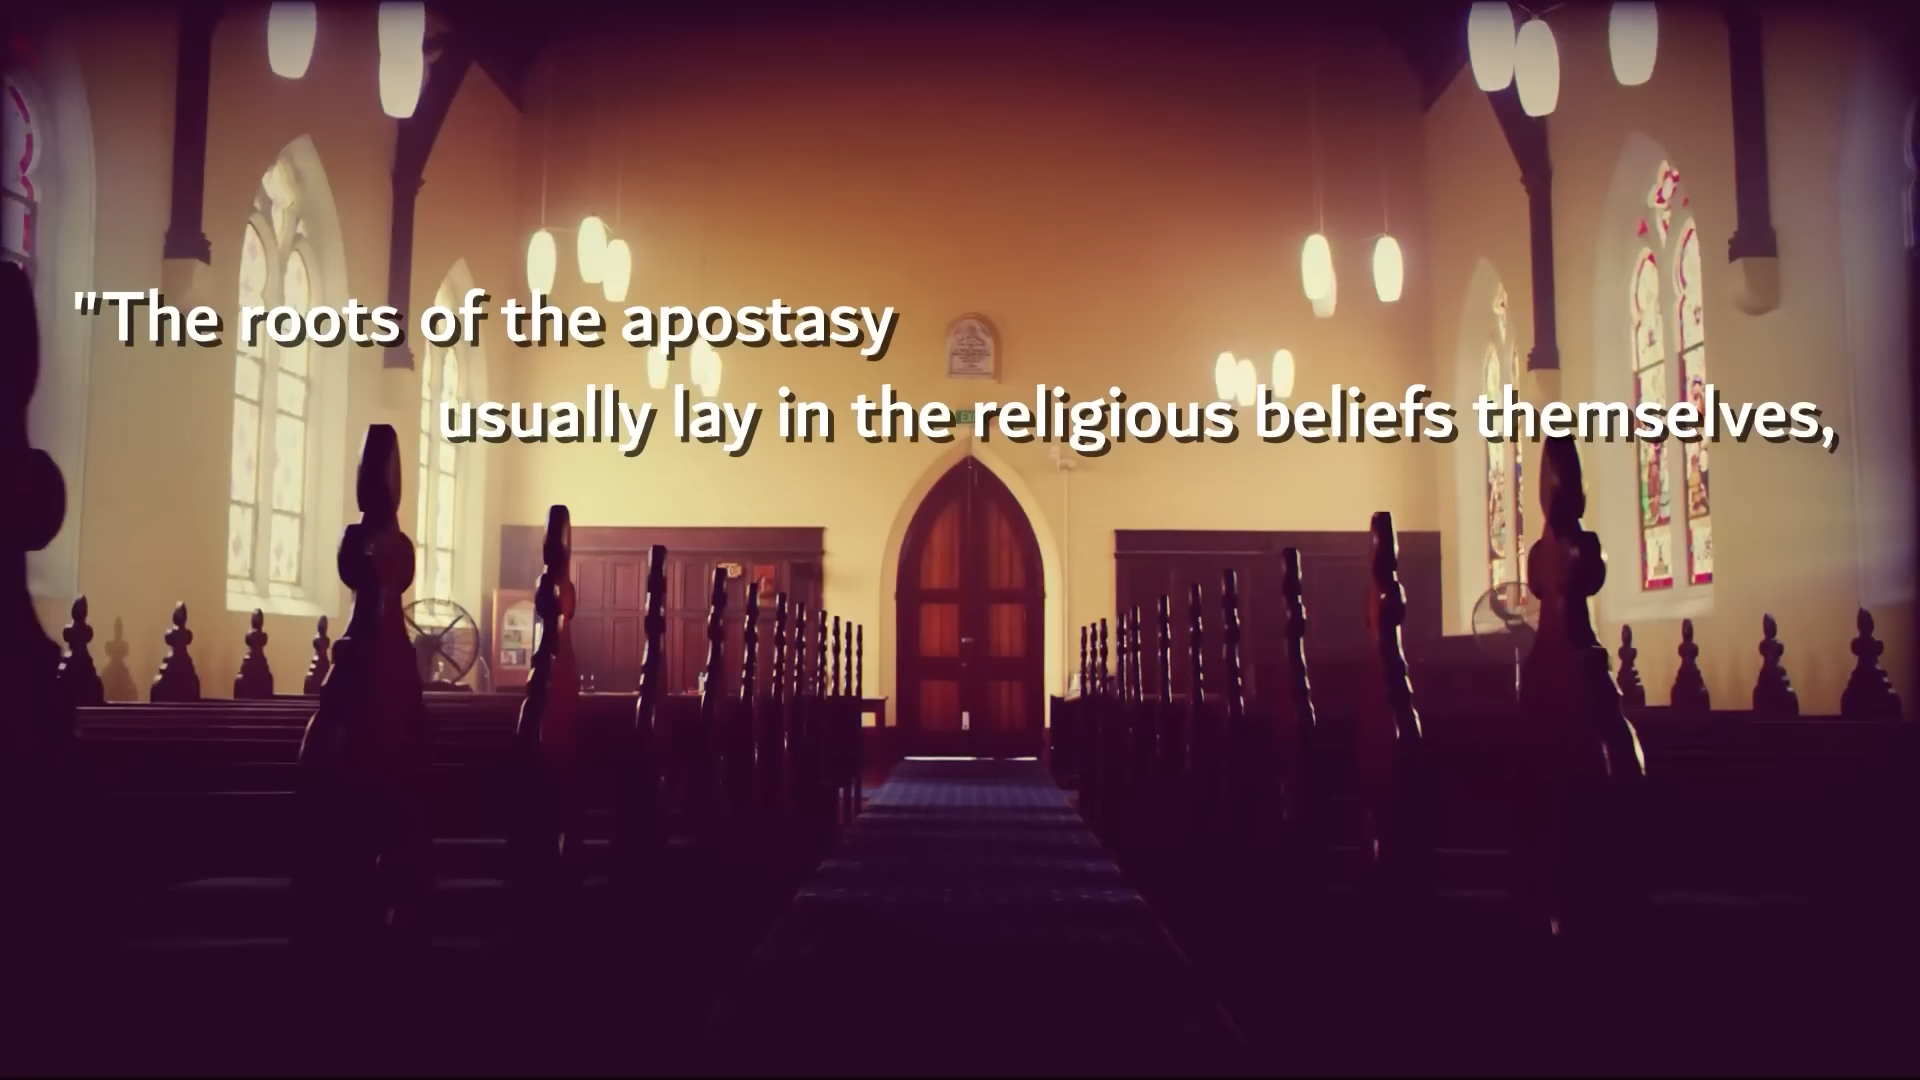 "The roots of the apostasy
usually lay in the religious beliefs themselves,